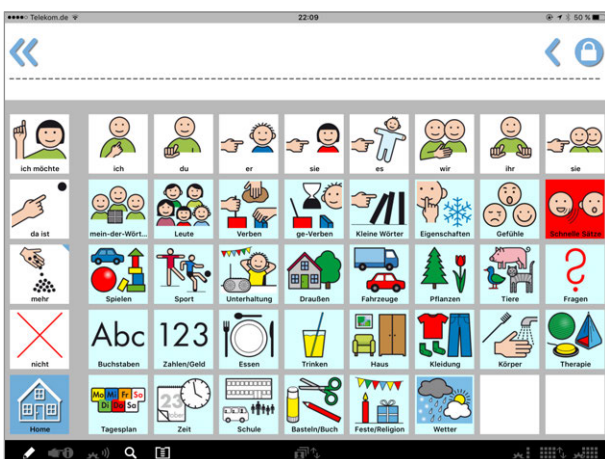 Telekom.de 22:09 50 %
ich möchte ich du er sie es wir ihr sie
da ist mein-der-Wört... Leute Verben ge-Verben Kleine Wörter Eigenschaften Gefühle Schnelle Sätze
mehr Spielen Sport Unterhaltung Draußen Fahrzeuge Pflanzen Tiere Fragen
Abc 123
nicht Buchstaben Zahlen/Geld Essen Trinken Haus Kleidung Körper Therapie
Mo Mi Fr So
Di Do Sa
23
Home Tagesplan Zeit Schule Basteln/Buch Feste/Religion Wetter